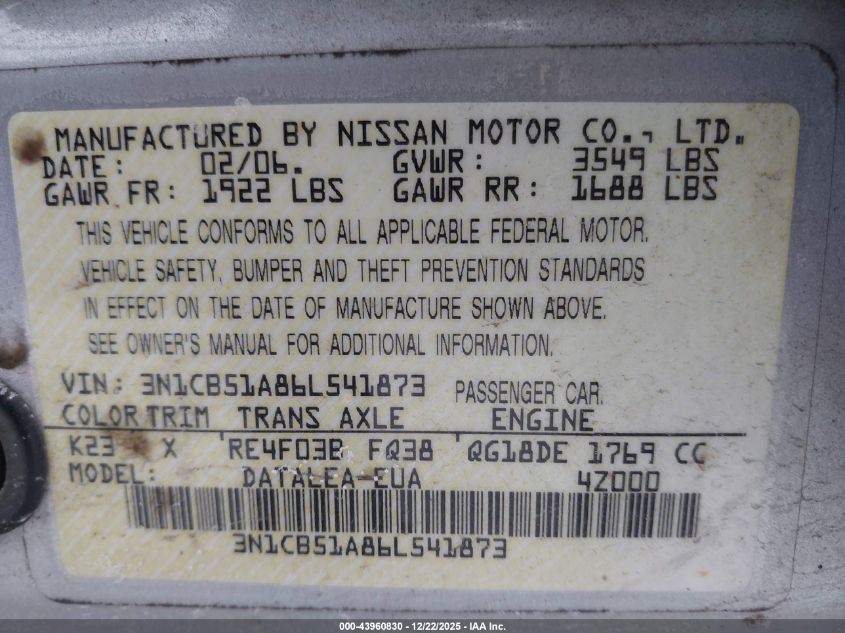 MANUFACTURED BY NISSAN MOTOR CO., LTD.
DATE: 02/06. GVWR: 3549 LBS
GAWR FR: 1922 LBS GAWR RR: 1688 LBS
THIS VEHICLE CONFORMS TO ALL APPLICABLE FEDERAL MOTOR.
VEHICLE SAFETY, BUMPER AND THEFT PREVENTION STANDARDS
IN EFFECT ON THE DATE OF MANUFACTURE SHOWN ABOVE.
SEE OWNER'S MANUAL FOR ADDITIONAL INFORMATION.
VIN: 3N1CB51A86L541873 PASSENGER CAR.
COLOR TRIM TRANS AXLE ENGINE
K23 X 'RE4F03B FQ38 'QG18DE 1769 CC
MODEL: DATALEA-EUA 4Z000
3N1CB51A86L541873
000-43960830 - 12/22/2025 - IAA Inc.